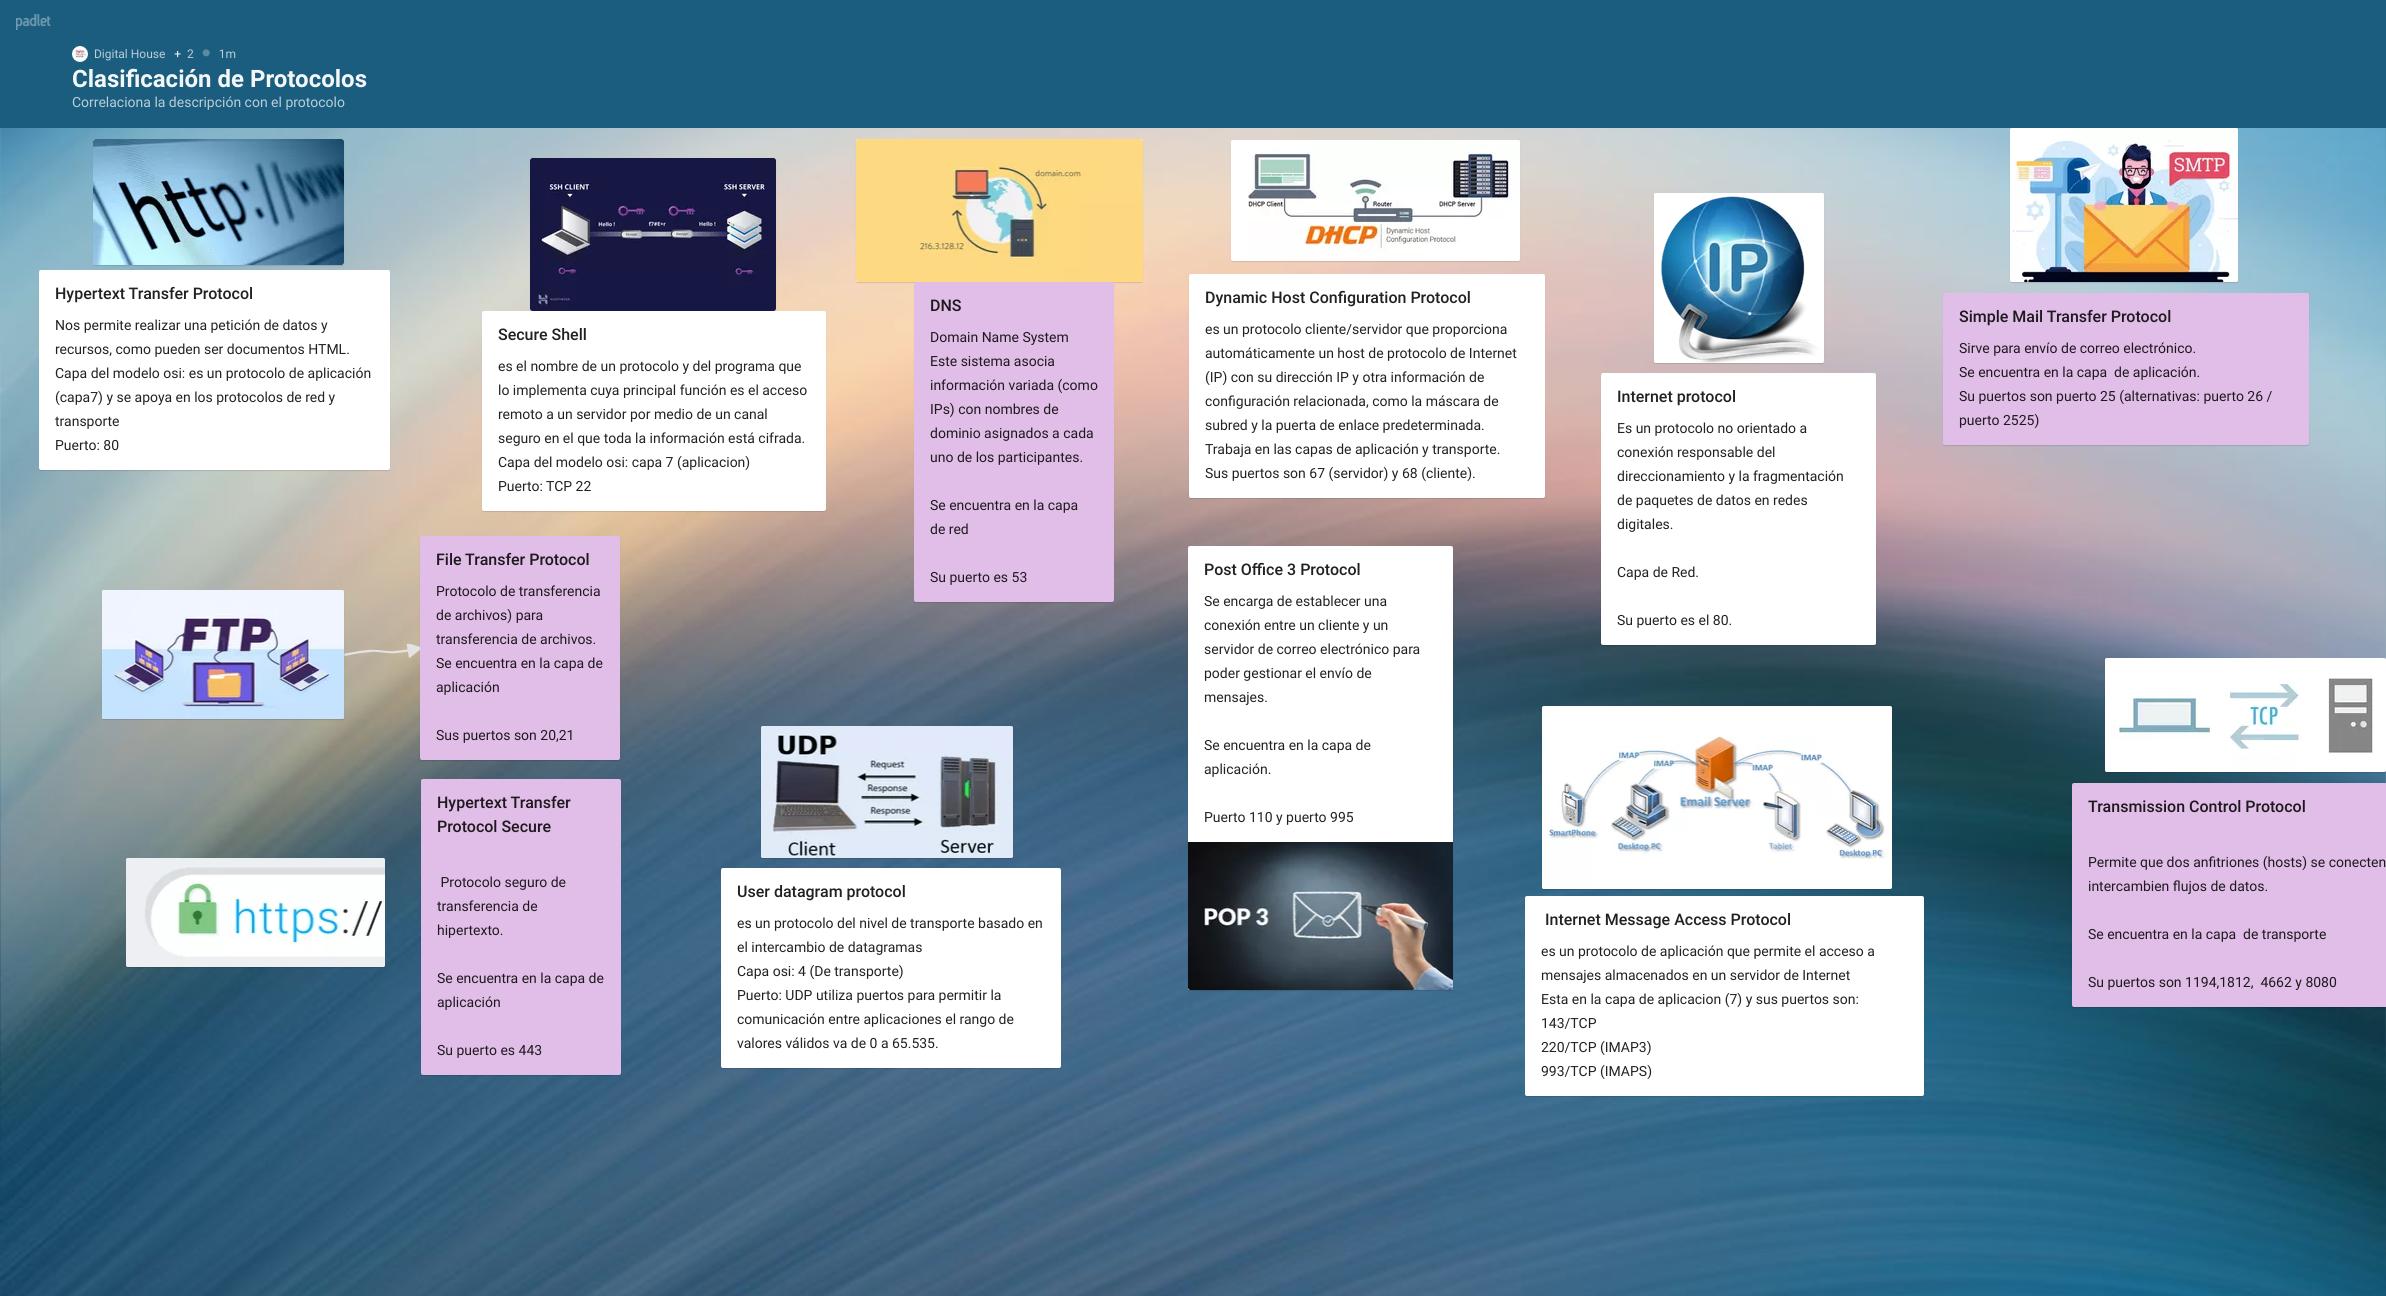 padlet
Digital House + 2 1m
Clasificación de Protocolos
Correlaciona la descripción con el protocolo
http://www
Hypertext Transfer Protocol
Nos permite realizar una petición de datos y
recursos, como pueden ser documentos HTML.
Capa del modelo osi: es un protocolo de aplicación
(capa7) y se apoya en los protocolos de red y
transporte
Puerto: 80
SSH CLIENT
SSH SERVER
Hello !
Hello !
Secure Shell
es el nombre de un protocolo y del programa que
lo implementa cuya principal función es el acceso
remoto a un servidor por medio de un canal
seguro en el que toda la información está cifrada.
Capa del modelo osi: capa 7 (aplicacion)
Puerto: TCP 22
domain.com
216.3.128.12
DNS
Domain Name System
Este sistema asocia
información variada (como
IPs) con nombres de
dominio asignados a cada
uno de los participantes.
Se encuentra en la capa
de red
Su puerto es 53
DHCP Client
Router
DHCP Server
DHCP
Dynamic Host
Configuration Protocol
Dynamic Host Configuration Protocol
es un protocolo cliente/servidor que proporciona
automáticamente un host de protocolo de Internet
(IP) con su dirección IP y otra información de
configuración relacionada, como la máscara de
subred y la puerta de enlace predeterminada.
Trabaja en las capas de aplicación y transporte.
Sus puertos son 67 (servidor) y 68 (cliente).
IP
Internet protocol
Es un protocolo no orientado a
conexión responsable del
direccionamiento y la fragmentación
de paquetes de datos en redes
digitales.
Capa de Red.
Su puerto es el 80.
SMTP
Simple Mail Transfer Protocol
Sirve para envío de correo electrónico.
Se encuentra en la capa  de aplicación.
Su puertos son puerto 25 (alternativas: puerto 26 /
puerto 2525)
FTP
File Transfer Protocol
Protocolo de transferencia
de archivos) para
transferencia de archivos.
Se encuentra en la capa de
aplicación
Sus puertos son 20,21
https://
Hypertext Transfer
Protocol Secure
Protocolo seguro de
transferencia de
hipertexto.
Se encuentra en la capa de
aplicación
Su puerto es 443
UDP
Request
Response
Response
Client
Server
User datagram protocol
es un protocolo del nivel de transporte basado en
el intercambio de datagramas
Capa osi: 4 (De transporte)
Puerto: UDP utiliza puertos para permitir la
comunicación entre aplicaciones el rango de
valores válidos va de 0 a 65.535.
Post Office 3 Protocol
Se encarga de establecer una
conexión entre un cliente y un
servidor de correo electrónico para
poder gestionar el envío de
mensajes.
Se encuentra en la capa de
aplicación.
Puerto 110 y puerto 995
POP 3
IMAP
IMAP
IMAP
IMAP
Email Server
SmartPhone
Desktop PC
Tablet
Desktop PC
Internet Message Access Protocol
es un protocolo de aplicación que permite el acceso a
mensajes almacenados en un servidor de Internet
Esta en la capa de aplicacion (7) y sus puertos son:
143/TCP
220/TCP (IMAP3)
993/TCP (IMAPS)
TCP
Transmission Control Protocol
Permite que dos anfitriones (hosts) se conecten
intercambien flujos de datos.
Se encuentra en la capa  de transporte
Su puertos son 1194,1812,  4662 y 8080